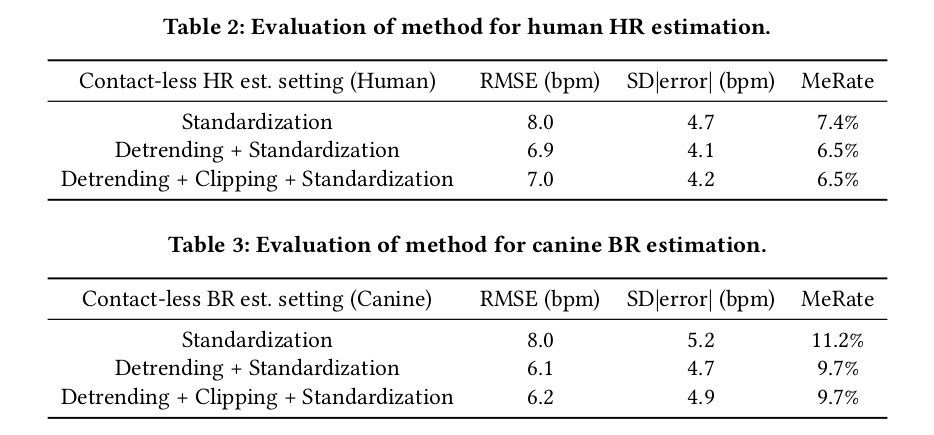 Table 2: Evaluation of method for human HR estimation.
Contact-less HR est. setting (Human) RMSE (bpm) SD|error| (bpm) MeRate
Standardization 8.0 4.7 7.4%
Detrending + Standardization 6.9 4.1 6.5%
Detrending + Clipping + Standardization 7.0 4.2 6.5%
Table 3: Evaluation of method for canine BR estimation.
Contact-less BR est. setting (Canine) RMSE (bpm) SD|error| (bpm) MeRate
Standardization 8.0 5.2 11.2%
Detrending + Standardization 6.1 4.7 9.7%
Detrending + Clipping + Standardization 6.2 4.9 9.7%